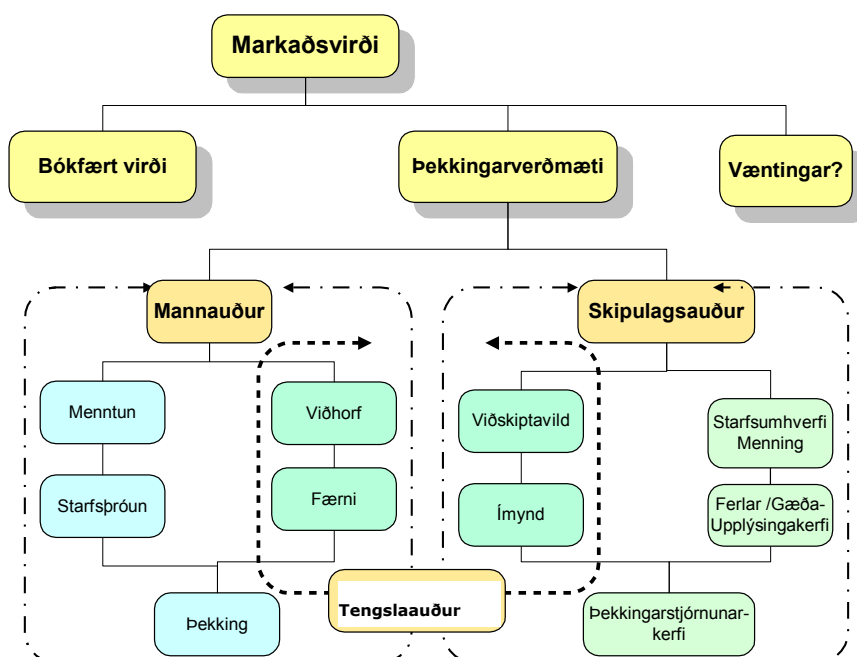 Markaðsvirði
Bókfært virði
Þekkingarverðmæti
Væntingar?
Mannauður
Skipulagsauður
Menntun
Viðhorf
Viðskiptavild
Starfsumhverfi
Menning
Starfsþróun
Færni
Ímynd
Ferlar /Gæða-
Upplýsingakerfi
Þekking
Tengslaauður
Þekkingarstjórnunar-
kerfi